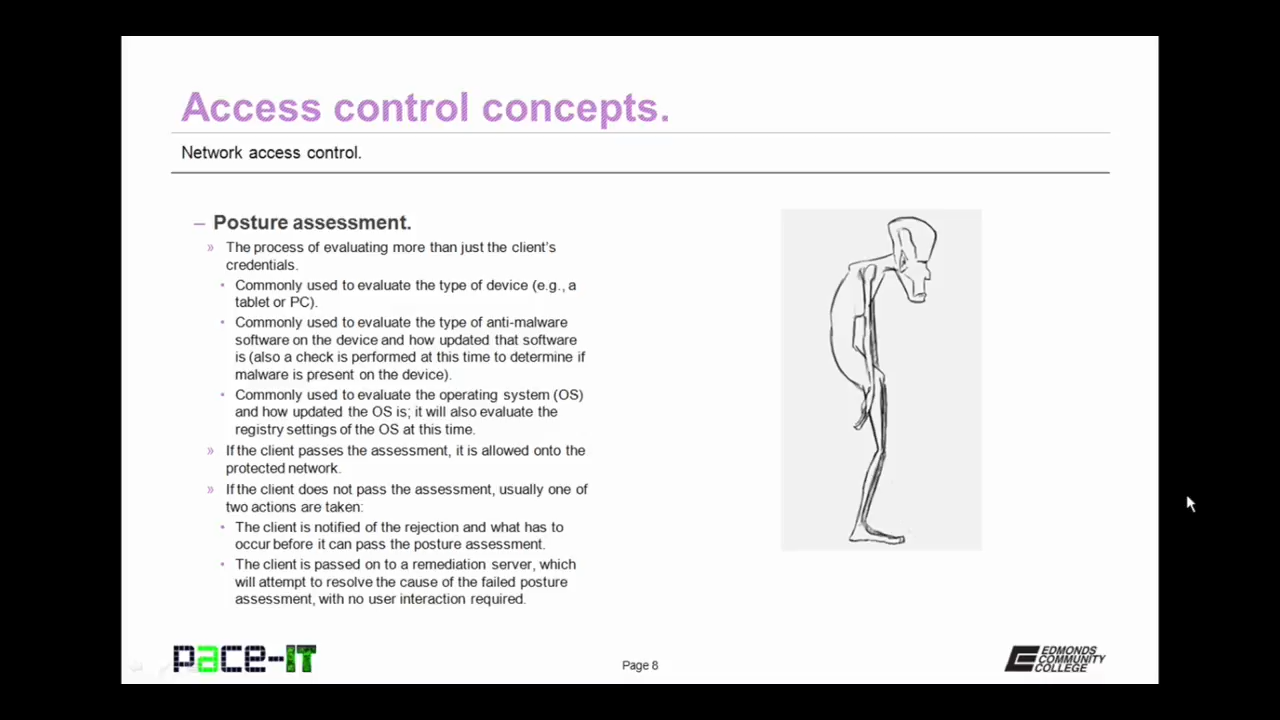 Access control concepts.
Network access control.
– Posture assessment.
» The process of evaluating more than just the client's
credentials.
• Commonly used to evaluate the type of device (e.g., a
tablet or PC).
• Commonly used to evaluate the type of anti-malware
software on the device and how updated that software
is (also a check is performed at this time to determine if
malware is present on the device).
• Commonly used to evaluate the operating system (OS)
and how updated the OS is; it will also evaluate the
registry settings of the OS at this time.
» If the client passes the assessment, it is allowed onto the
protected network.
» If the client does not pass the assessment, usually one of
two actions are taken:
• The client is notified of the rejection and what has to
occur before it can pass the posture assessment.
• The client is passed on to a remediation server, which
will attempt to resolve the cause of the failed posture
assessment, with no user interaction required.
pace-IT
Page 8
EDMONDS
COMMUNITY
COLLEGE